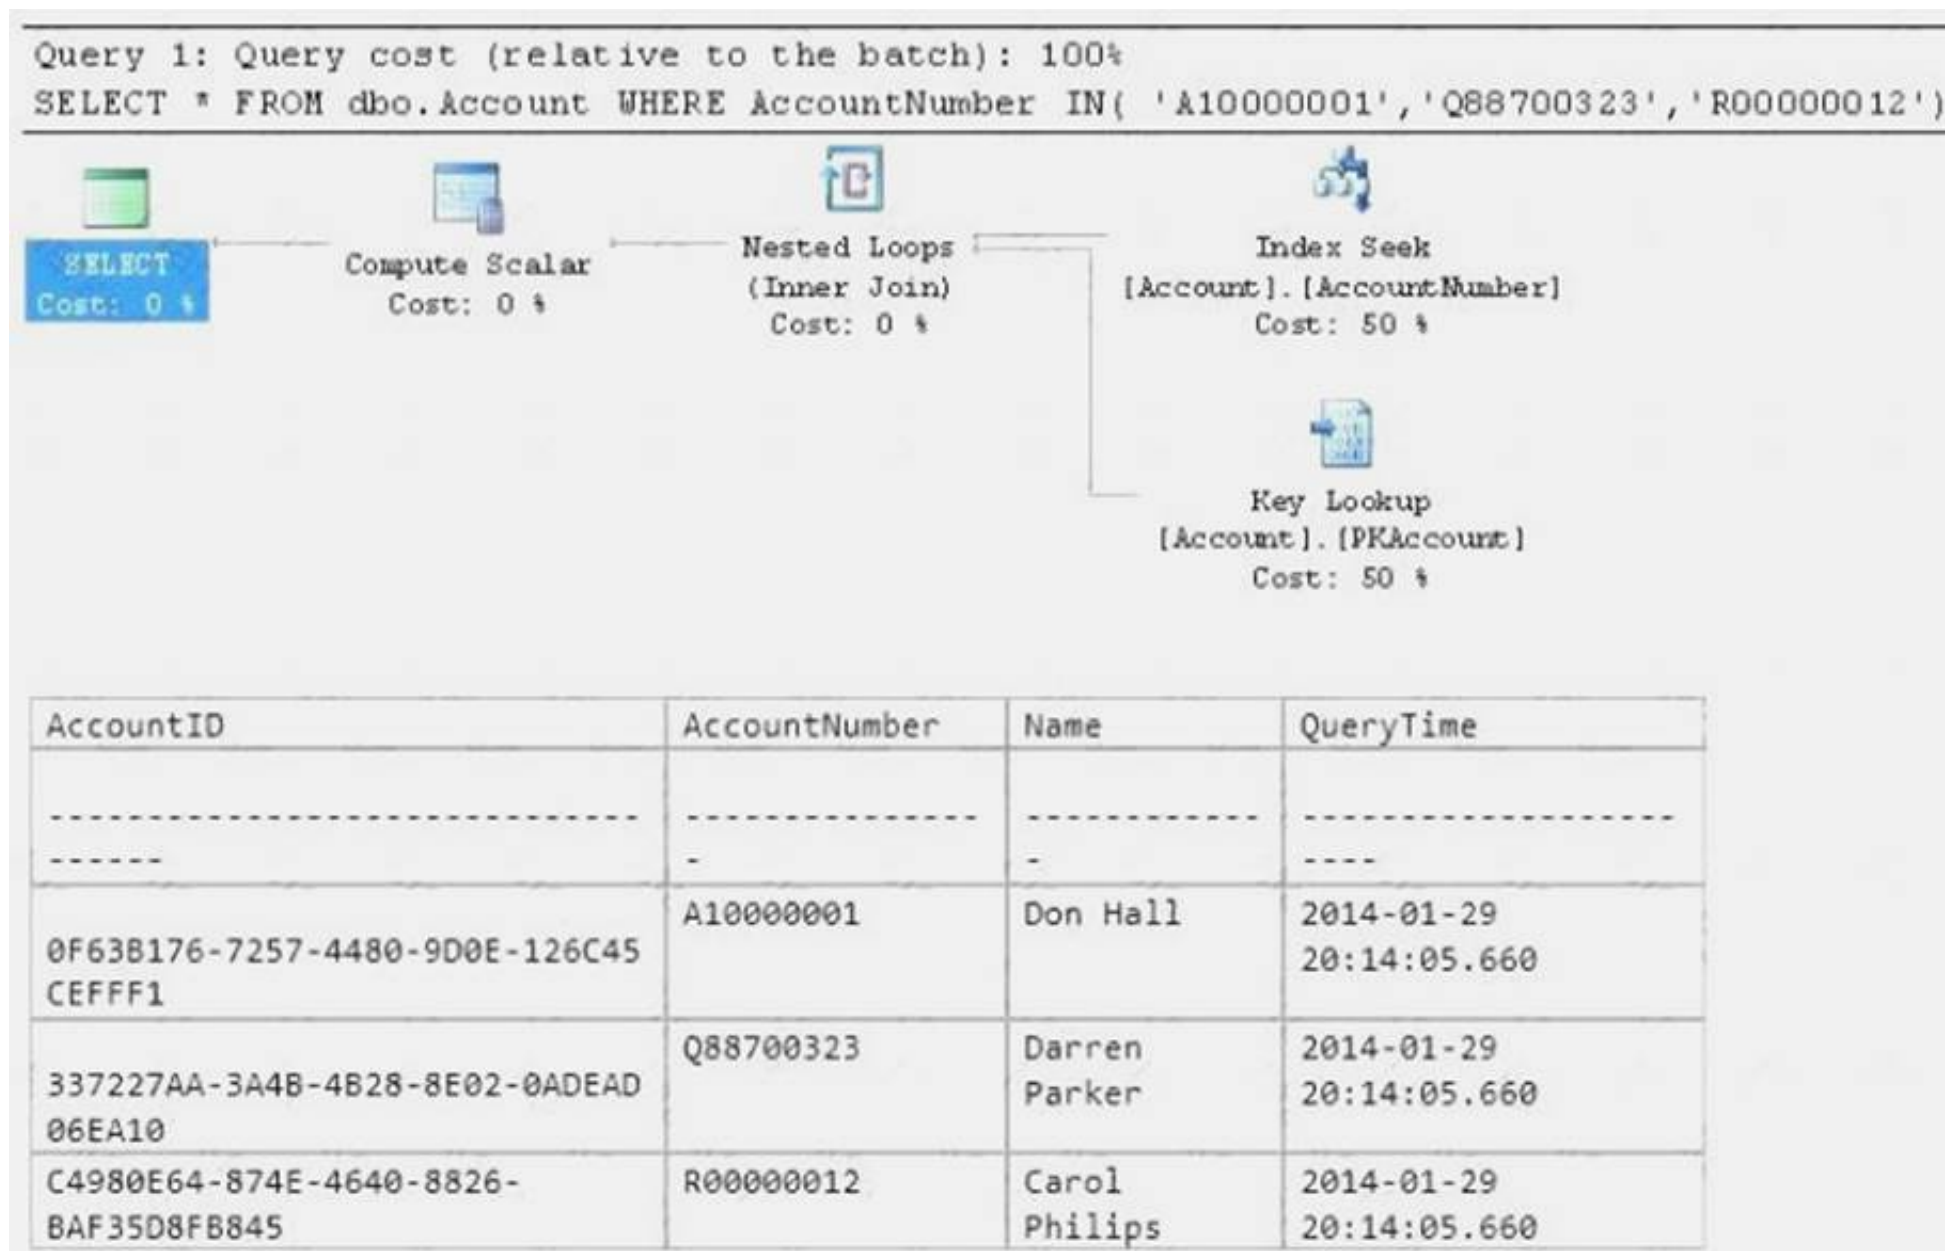 Query 1: Query cost (relative to the batch): 100%
SELECT * FROM dbo.Account WHERE AccountNumber IN( 'A10000001','Q88700323','R00000012')
SELECT
Cost: 0 %
Compute Scalar
Cost: 0 %
Nested Loops
(Inner Join)
Cost: 0 %
Index Seek
[Account].[AccountNumber]
Cost: 50 %
Key Lookup
[Account].[PKAccount]
Cost: 50 %
AccountID AccountNumber Name QueryTime
------------------------------ --------------- ------------ -------------------
------ - - ----
A10000001 Don Hall 2014-01-29
0F63B176-7257-4480-9D0E-126C45 20:14:05.660
CEFFF1
Q88700323 Darren 2014-01-29
337227AA-3A4B-4B28-8E02-0ADEAD Parker 20:14:05.660
06EA10
C4980E64-874E-4640-8826- R00000012 Carol 2014-01-29
BAF35D8FB845 Philips 20:14:05.660